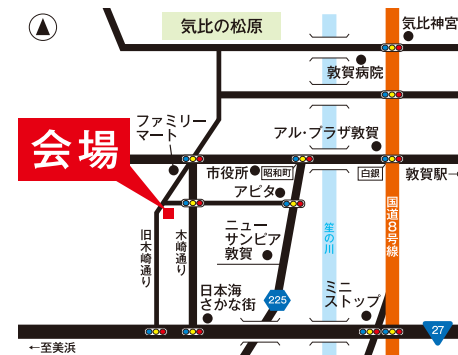 気比の松原
気比神宮
敦賀病院
ファミリー
マート
アル・プラザ敦賀
会場
市役所
昭和町
白銀
敦賀駅→
アピタ
国道8号線
笙の川
旧木崎通り
木崎通り
ニュー
サンピア
敦賀
日本海
さかな街
225
ミニ
ストップ
27
←至美浜